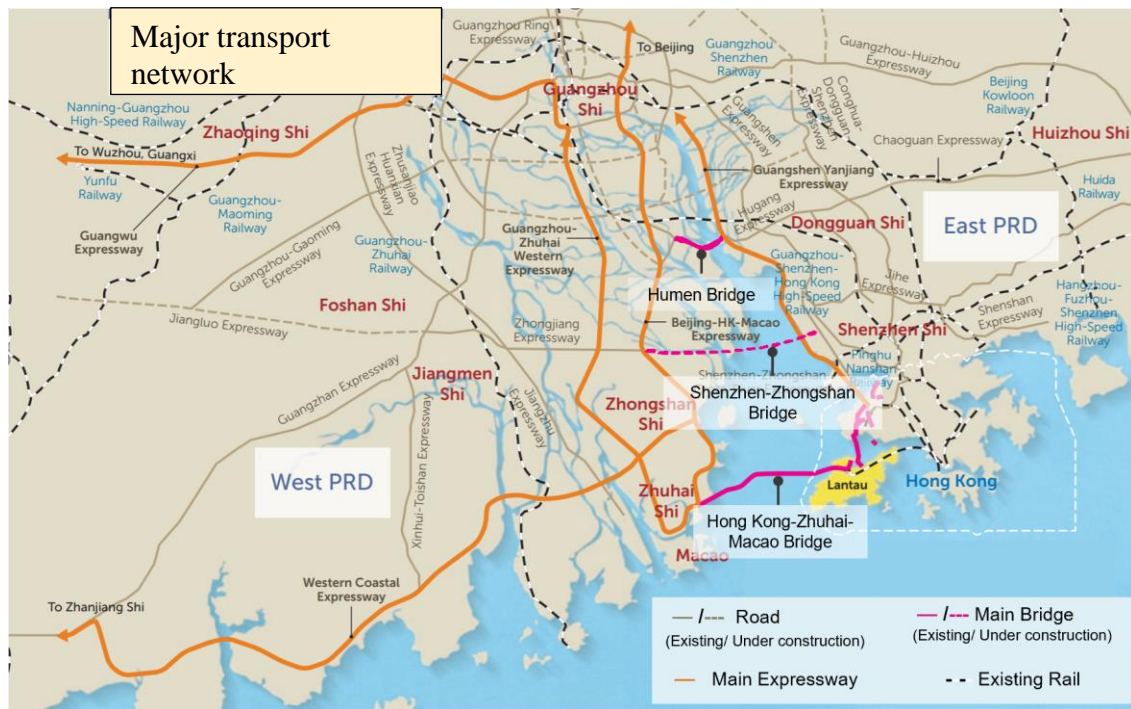 Major transport
network
Guangzhou Ring
Expressway
To Beijing
Guangzhou
Shenzhen
Railway
Guangzhou-Huizhou
Expressway
Nanning-Guangzhou
High-Speed Railway
Zhaoqing Shi
Guangzhou
Shi
Guangshen
Expressway
Conghua-
Dongguan-
Shenzhen
Expressway
Beijing
Kowloon
Railway
Huizhou Shi
Chaoguan Expressway
To Wuzhou, Guangxi
Yunfu
Railway
Zhusanjiao
Huanxian
Expressway
Guangshen Yanjiang
Expressway
Huida
Railway
Guangzhou-
Maoming
Railway
Hugang
Expressway
Dongguan Shi
East PRD
Guangwu
Expressway
Guangzhou-Gaoming
Expressway
Guangzhou-
Zhuhai
Railway
Guangzhou-
Zhuhai
Western
Expressway
Guangzhou-
Shenzhen-
Hong Kong
High-Speed
Railway
Jihe
Expressway
Humen Bridge
Hangzhou-
Fuzhou-
Shenzhen
High-Speed
Railway
Foshan Shi
Jiangluo Expressway
Zhongjiang
Expressway
Beijing-HK-Macao
Expressway
Shenzhen Shi
Shenshan
Expressway
Pinghu
Nanshan
Railway
Shenzhen-Zhongshan
Shenzhen-Zhongshan
Bridge
Jiangmen
Shi
Guangzhan Expressway
Jiangzhu
Expressway
Zhongshan
Shi
West PRD
Xinhui-Toishan Expressway
Zhuhai
Shi
Lantau
Hong Kong
Hong Kong-Zhuhai-
Macao Bridge
Macao
Western Coastal
Expressway
To Zhanjiang Shi
Road
(Existing/ Under construction)
Main Bridge
(Existing/ Under construction)
Main Expressway
Existing Rail